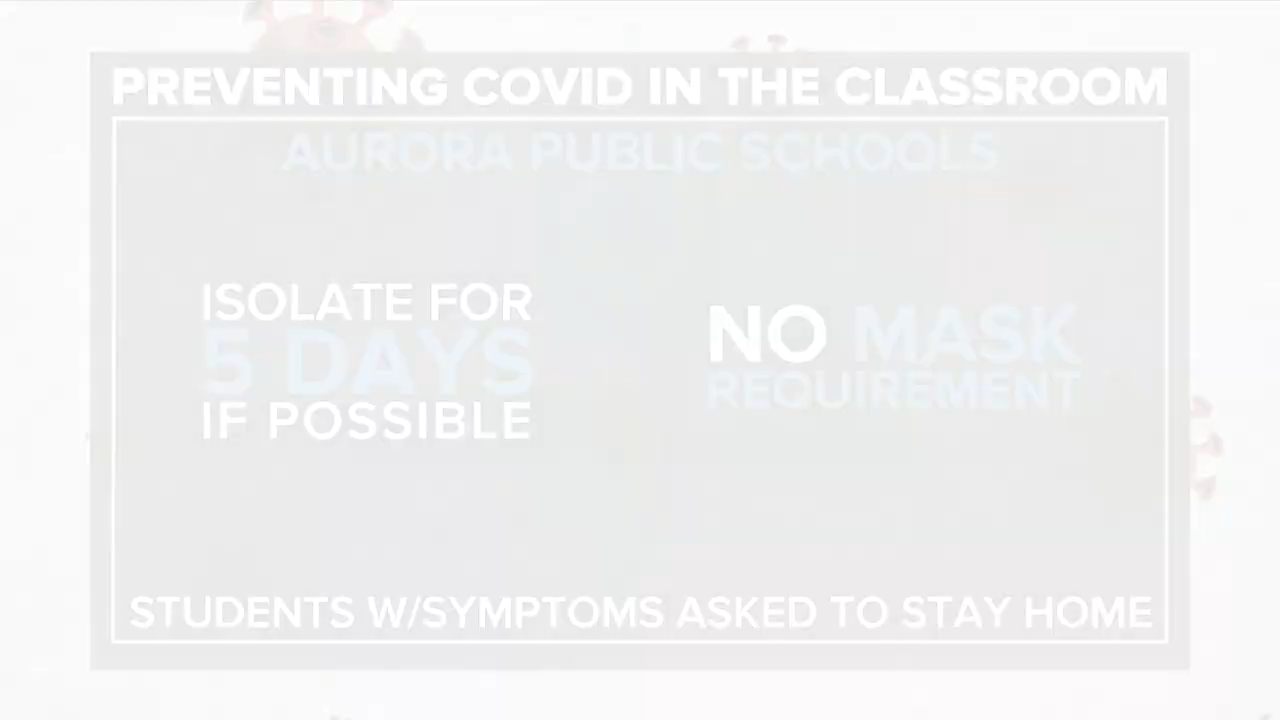 PREVENTING COVID IN THE CLASSROOM
AURORA PUBLIC SCHOOLS
ISOLATE FOR
5 DAYS
IF POSSIBLE
NO MASK
REQUIREMENT
STUDENTS W/SYMPTOMS ASKED TO STAY HOME